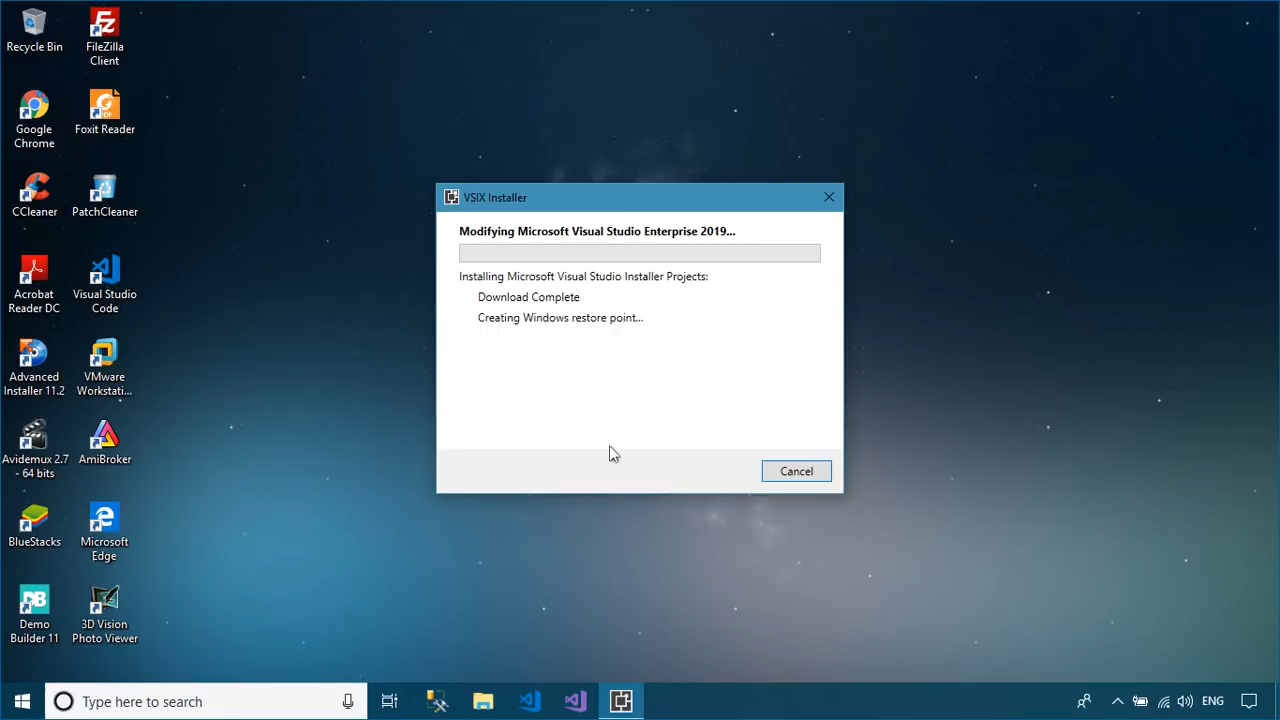 Recycle Bin
FileZilla
Client
Google
Chrome
Foxit Reader
CCleaner
PatchCleaner
Acrobat
Reader DC
Visual Studio
Code
Advanced
Installer 11.2
VMware
Workstati...
Avidemux 2.7
- 64 bits
AmiBroker
BlueStacks
Microsoft
Edge
Demo
Builder 11
3D Vision
Photo Viewer
VSIX Installer
Modifying Microsoft Visual Studio Enterprise 2019...
Installing Microsoft Visual Studio Installer Projects:
Download Complete
Creating Windows restore point...
Cancel
Type here to search
ENG